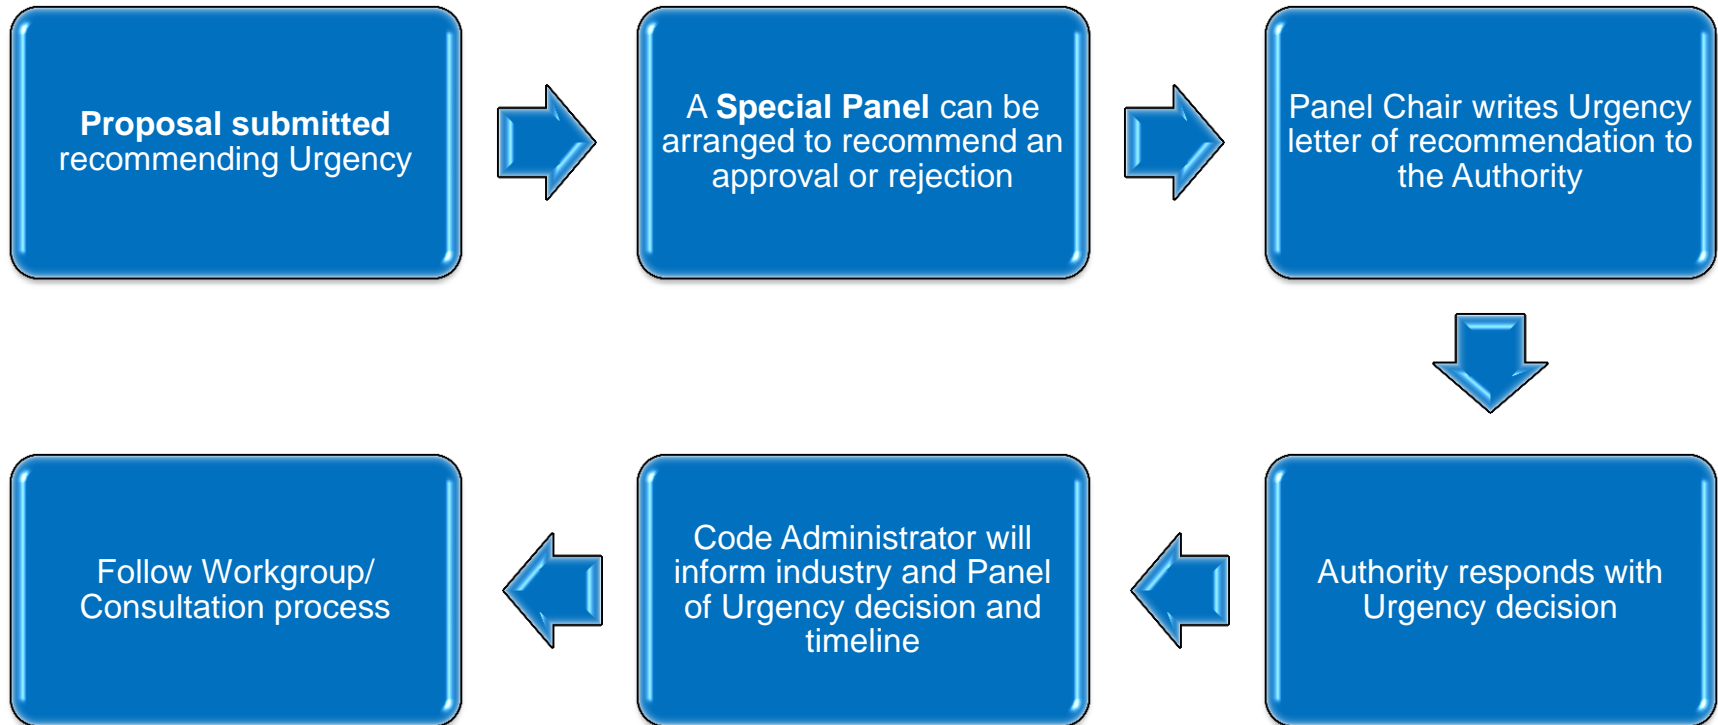 Proposal submitted
recommending Urgency
A Special Panel can be
arranged to recommend an
approval or rejection
Panel Chair writes Urgency
letter of recommendation to
the Authority
Authority responds with
Urgency decision
Code Administrator will
inform industry and Panel
of Urgency decision and
timeline
Follow Workgroup/
Consultation process